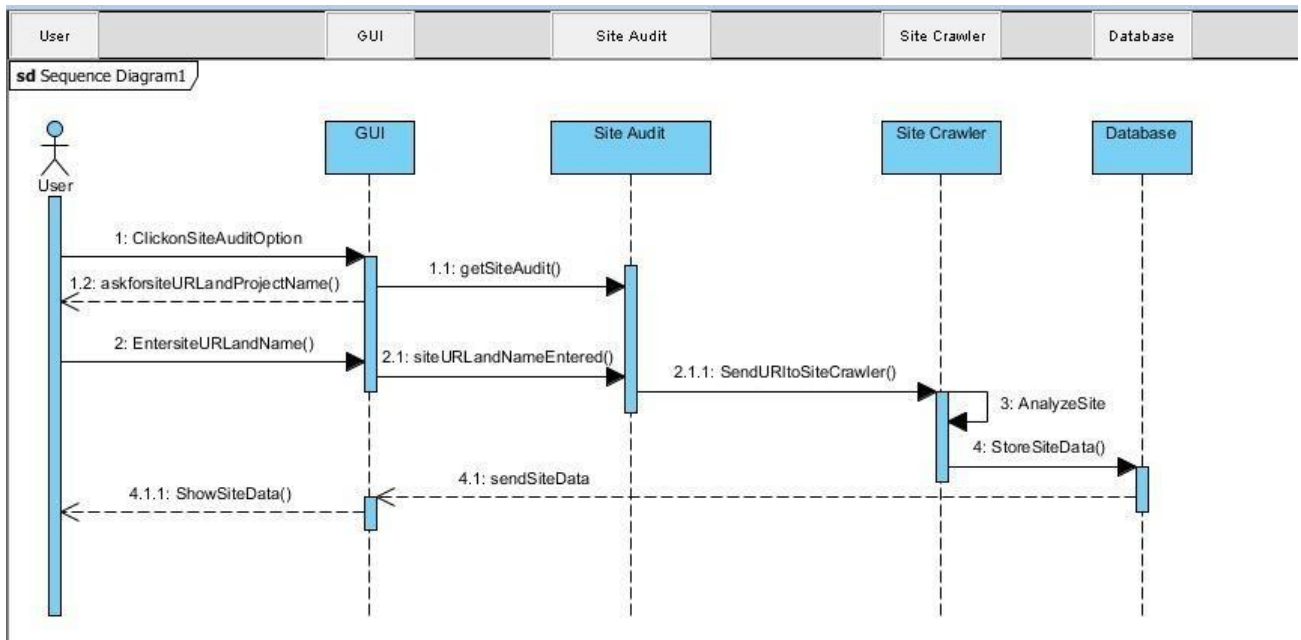 User
GUI
Site Audit
Site Crawler
Database
sd Sequence Diagram1
GUI
Site Audit
Site Crawler
Database
User
1: ClickonSiteAuditOption
1.1: getSiteAudit()
1.2: askforsiteURLandProjectName()
2: EntersiteURLandName()
2.1: siteURLandNameEntered()
2.1.1: SendURltoSiteCrawler()
3: AnalyzeSite
4: StoreSiteData()
4.1: sendSiteData
4.1.1: ShowSiteData()